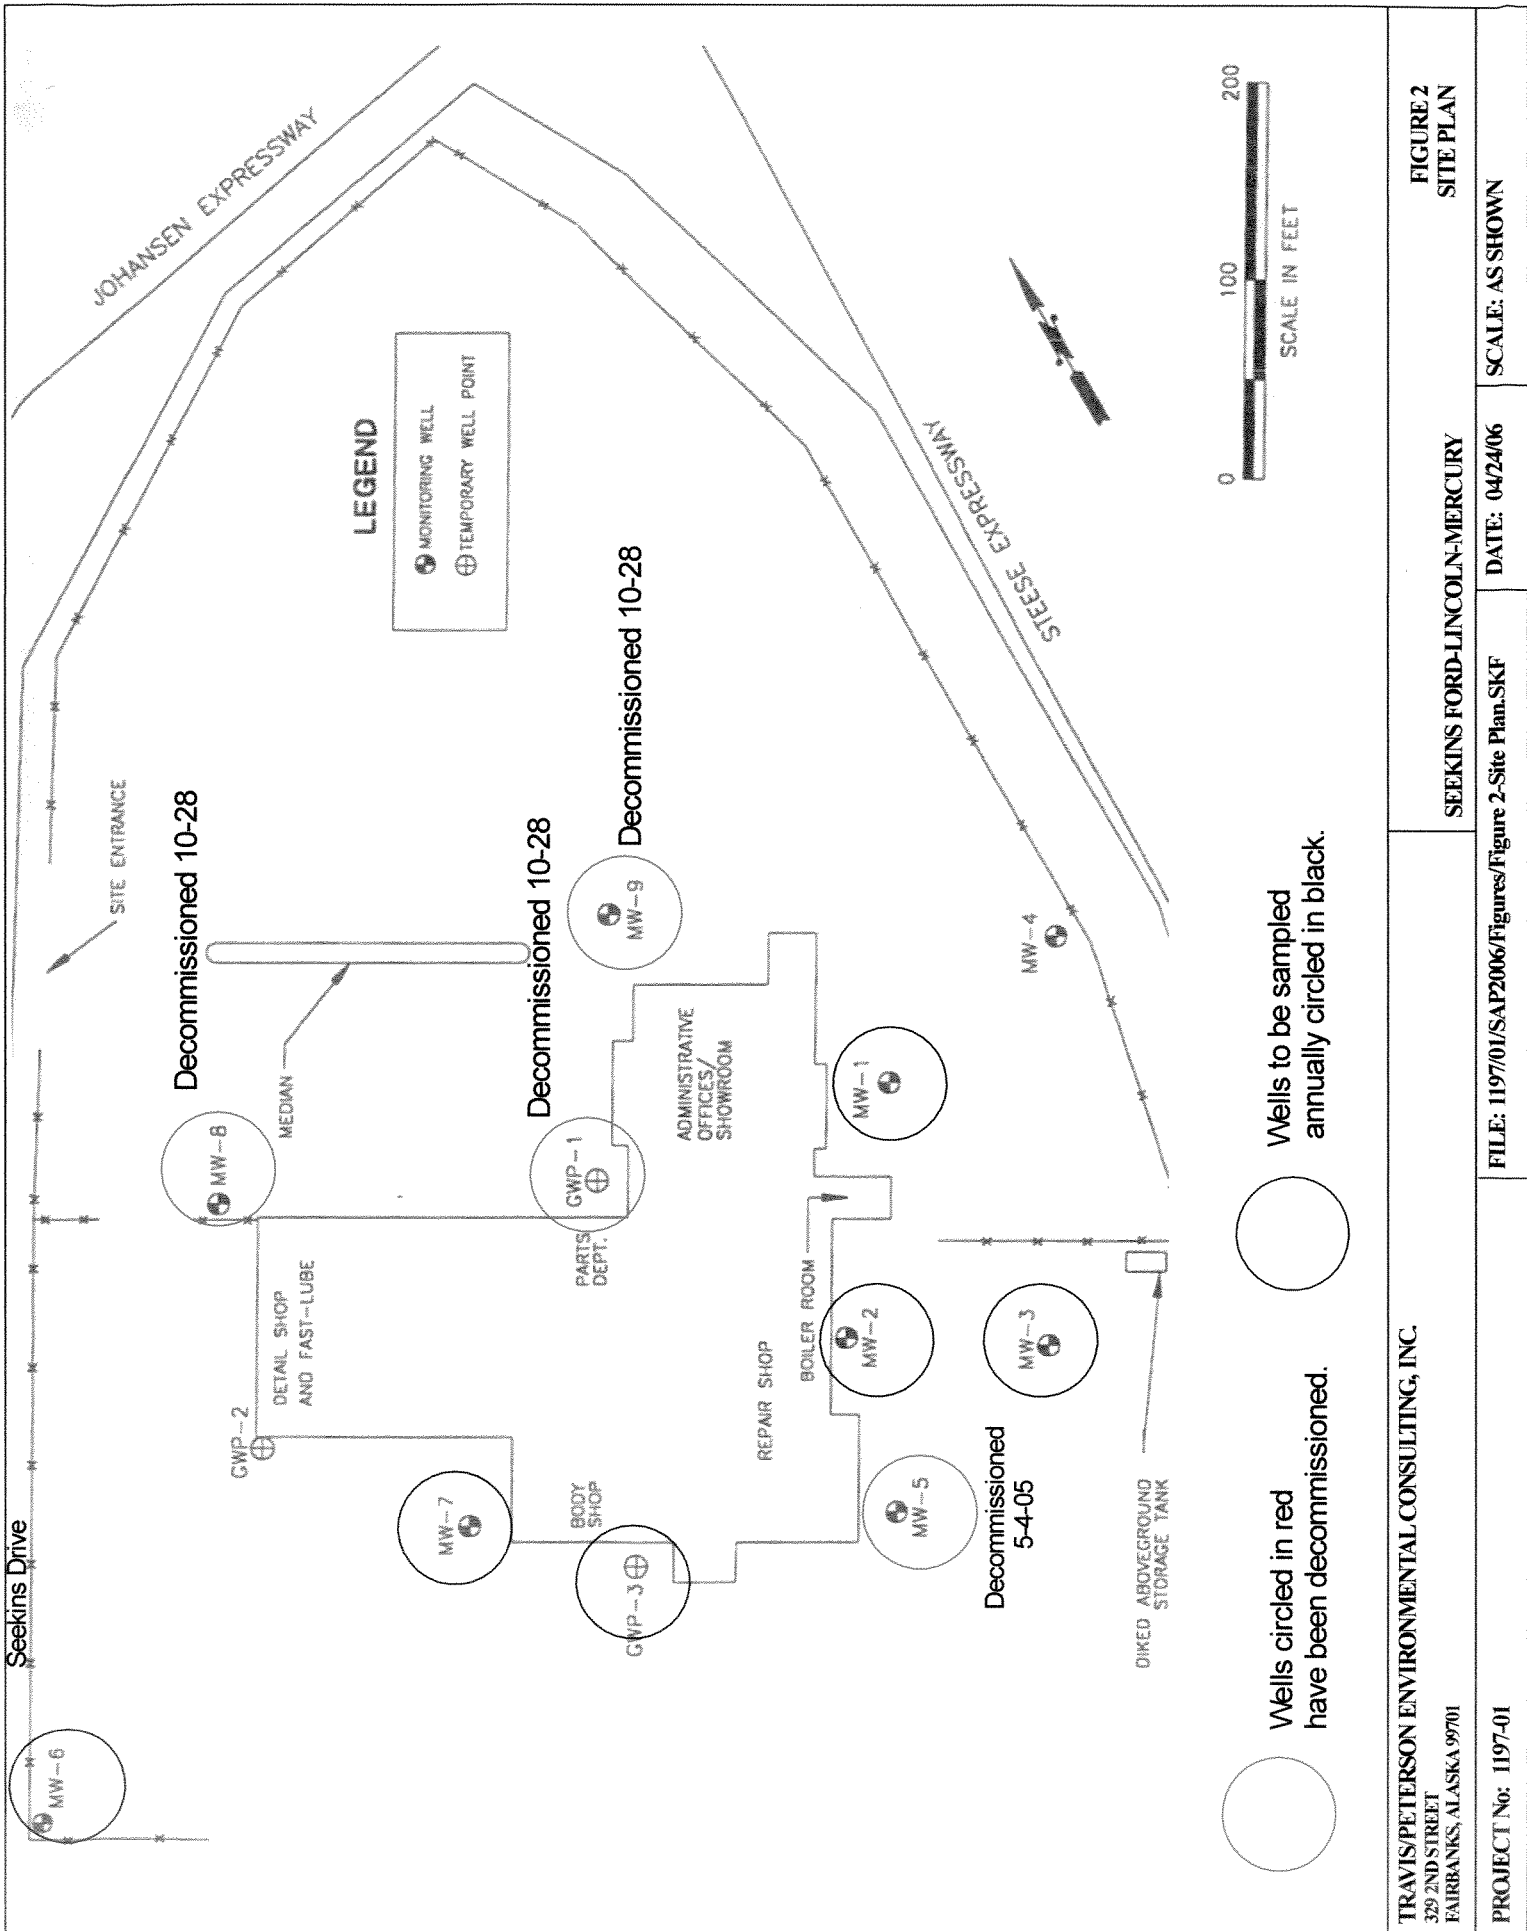 Seekins Drive
JOHANSEN EXPRESSWAY
SITE ENTRANCE
LEGEND
MONITORING WELL
TEMPORARY WELL POINT
MW-6
Decommissioned 10-28
MW-8
MEDIAN
GWP-2
DETAIL SHOP
AND FAST-LUBE
MW-7
BODY
SHOP
GWP-3
PARTS
DEPT.
GWP-1
Decommissioned 10-28
MW-9
Decommissioned 10-28
ADMINISTRATIVE
OFFICES/
SHOWROOM
REPAIR SHOP
BOILER ROOM
MW-2
MW-1
MW-5
Decommissioned
5-4-05
MW-3
MW-4
STEESE EXPRESSWAY
DIKED ABOVEGROUND
STORAGE TANK
N
0
100
200
SCALE IN FEET
Wells circled in red
have been decommissioned.
Wells to be sampled
annually circled in black.
TRAVIS/PETERSON ENVIRONMENTAL CONSULTING, INC.
329 2ND STREET
FAIRBANKS, ALASKA 99701
FIGURE 2
SITE PLAN
SEEKINS FORD-LINCOLN-MERCURY
PROJECT No: 1197-01
FILE: 1197/01/SAP2006/Figures/Figure 2-Site Plan.SKF
DATE: 04/24/06
SCALE: AS SHOWN